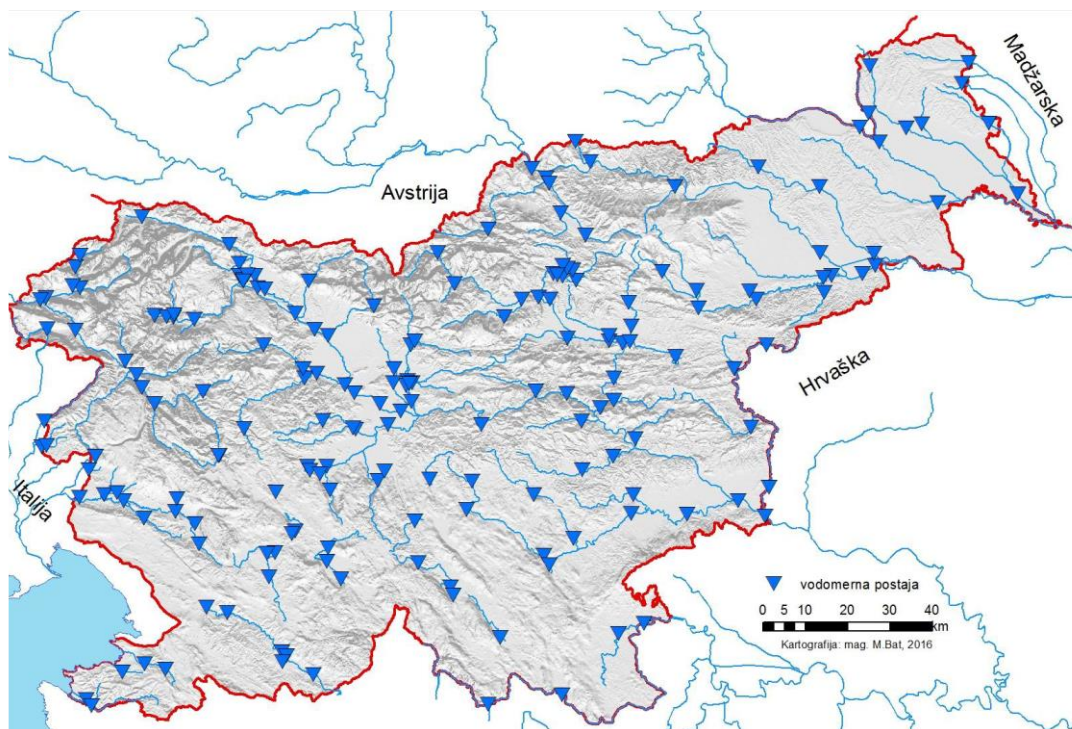 Madžarska
Avstrija
Hrvaška
Italija
vodomerna postaja
0 5 10 20 30 40
km
Kartografija: mag. M.Bat, 2016